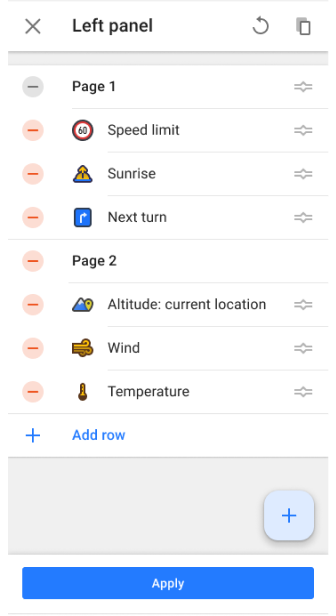 Left panel
Page 1
60
Speed limit
Sunrise
Next turn
Page 2
Altitude: current location
Wind
Temperature
Add row
Apply